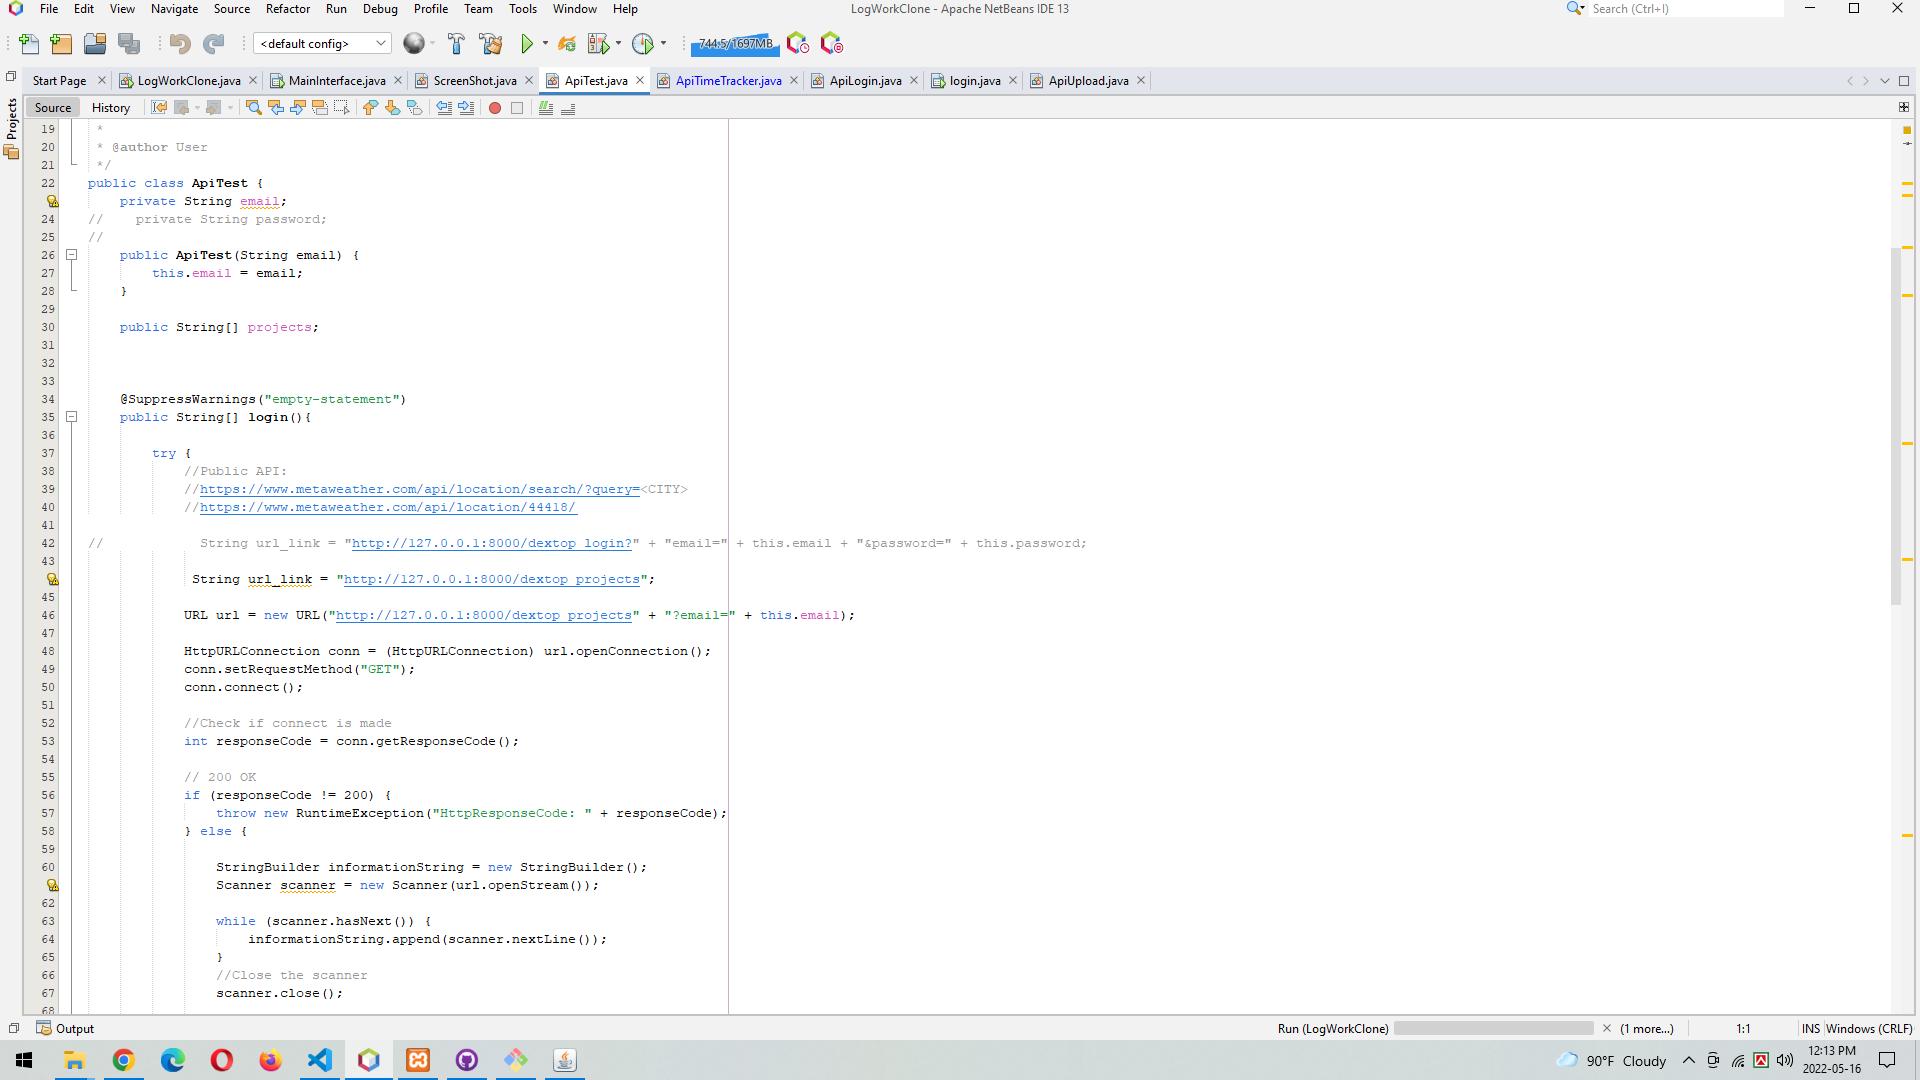 File Edit View Navigate Source Refactor Run Debug Profile Team Tools Window Help
LogWorkClone - Apache NetBeans IDE 13
Search (Ctrl+I)
<default config>
744.5/1697MB
Start Page LogWorkClone.java MainInterface.java ScreenShot.java ApiTest.java ApiTimeTracker.java ApiLogin.java login.java ApiUpload.java
Projects
Source History
19 *
20 * @author User
21 */
22 public class ApiTest {
private String email;
24 // private String password;
25 //
26 public ApiTest(String email) {
27 this.email = email;
28 }
29
30 public String[] projects;
31
32
33
34 @SuppressWarnings("empty-statement")
35 public String[] login(){
36
37 try {
38 //Public API:
39 //https://www.metaweather.com/api/location/search/?query=<CITY>
40 //https://www.metaweather.com/api/location/44418/
41
42 // String url_link = "http://127.0.0.1:8000/dextop_login?" + "email=" + this.email + "&password=" + this.password;
43
String url_link = "http://127.0.0.1:8000/dextop_projects";
45
46 URL url = new URL("http://127.0.0.1:8000/dextop_projects" + "?email=" + this.email);
47
48 HttpURLConnection conn = (HttpURLConnection) url.openConnection();
49 conn.setRequestMethod("GET");
50 conn.connect();
51
52 //Check if connect is made
53 int responseCode = conn.getResponseCode();
54
55 // 200 OK
56 if (responseCode != 200) {
57 throw new RuntimeException("HttpResponseCode: " + responseCode);
58 } else {
59
60 StringBuilder informationString = new StringBuilder();
Scanner scanner = new Scanner(url.openStream());
62
63 while (scanner.hasNext()) {
64 informationString.append(scanner.nextLine());
65 }
66 //Close the scanner
67 scanner.close();
68
Output
Run (LogWorkClone) (1 more...) 1:1 INS Windows (CRLF)
90°F Cloudy
12:13 PM
2022-05-16